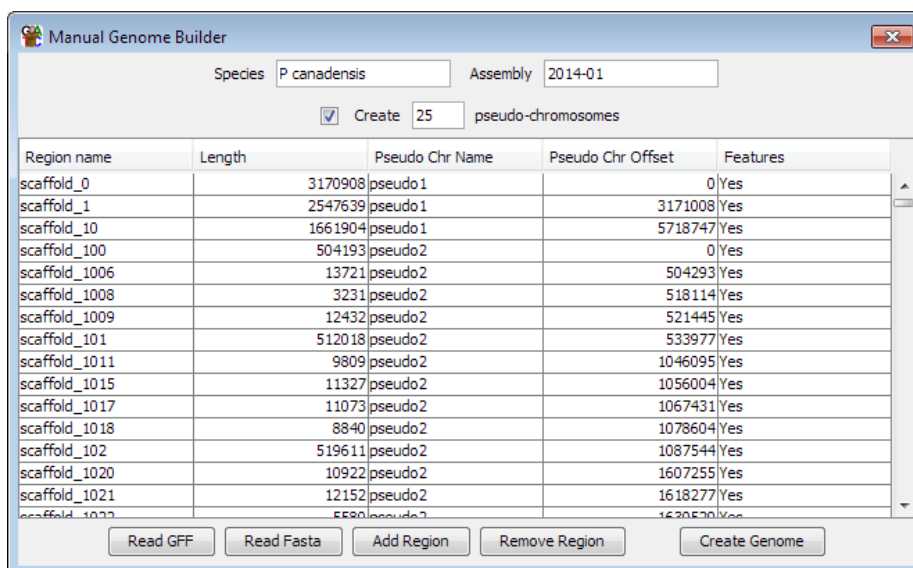 Manual Genome Builder
Species P canadensis Assembly 2014-01
Create 25 pseudo-chromosomes
Region name Length Pseudo Chr Name Pseudo Chr Offset Features
scaffold_0 3170908 pseudo1 0 Yes
scaffold_1 2547639 pseudo1 3171008 Yes
scaffold_10 1661904 pseudo1 5718747 Yes
scaffold_100 504193 pseudo2 0 Yes
scaffold_1006 13721 pseudo2 504293 Yes
scaffold_1008 3231 pseudo2 518114 Yes
scaffold_1009 12432 pseudo2 521445 Yes
scaffold_101 512018 pseudo2 533977 Yes
scaffold_1011 9809 pseudo2 1046095 Yes
scaffold_1015 11327 pseudo2 1056004 Yes
scaffold_1017 11073 pseudo2 1067431 Yes
scaffold_1018 8840 pseudo2 1078604 Yes
scaffold_102 519611 pseudo2 1087544 Yes
scaffold_1020 10922 pseudo2 1607255 Yes
scaffold_1021 12152 pseudo2 1618277 Yes
scaffold_1022 pseudo2 Yes
Read GFF Read Fasta Add Region Remove Region Create Genome